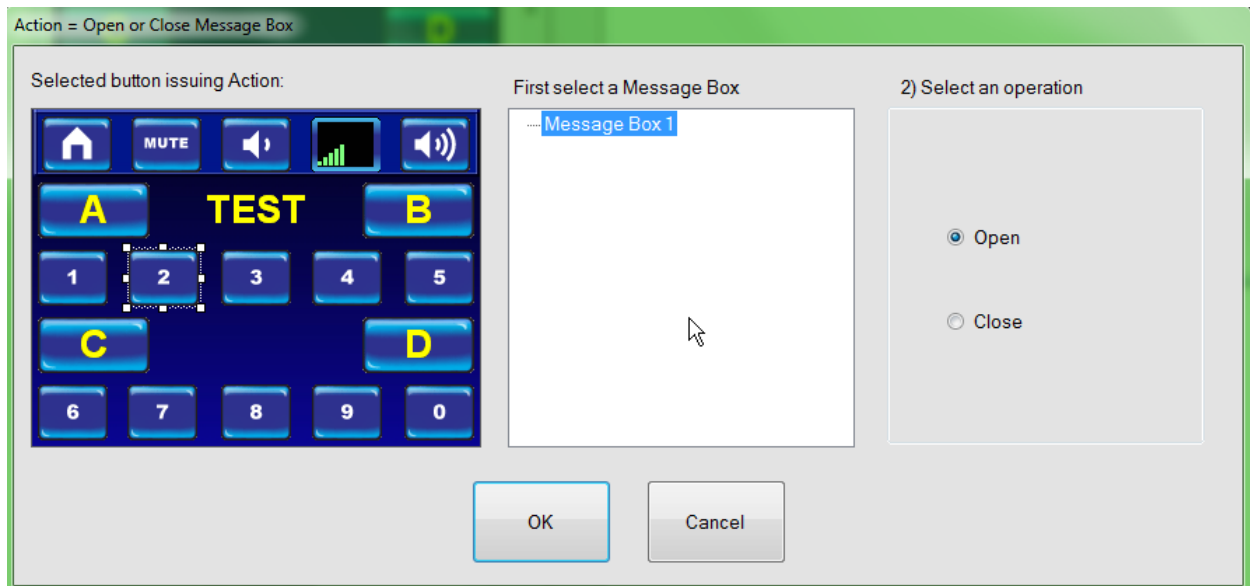 Action = Open or Close Message Box
Selected button issuing Action:
First select a Message Box
2) Select an operation
Message Box 1
MUTE
A TEST B
1 2 3 4 5
C D
6 7 8 9 0
Open
Close
OK
Cancel